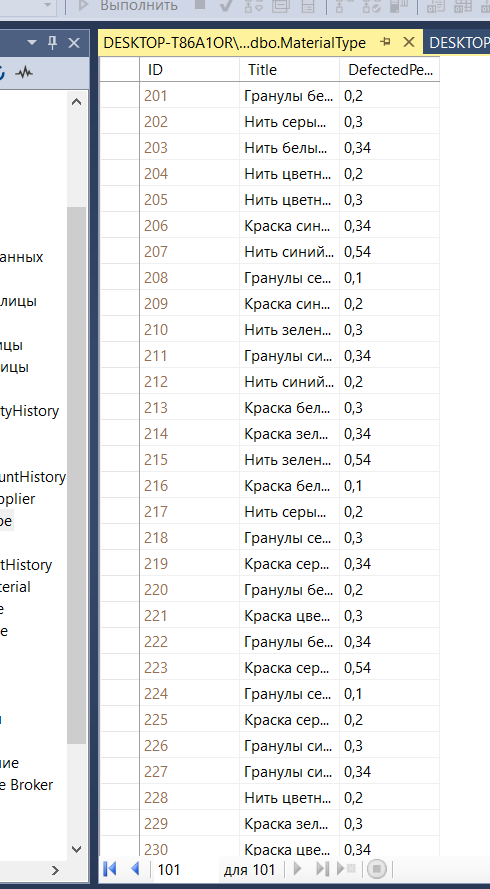 Выполнить
DESKTOP-T86A1OR\...dbo.MaterialType
DESKTOP
ID Title DefectedPe...
201 Гранулы бе... 0,2
202 Нить серы... 0,3
203 Нить белы... 0,34
204 Нить цветн... 0,2
205 Нить цветн... 0,3
206 Краска син... 0,34
207 Нить синий... 0,54
208 Гранулы се... 0,1
209 Краска син... 0,2
210 Нить зелен... 0,3
211 Гранулы си... 0,34
212 Нить синий... 0,2
213 Краска бел... 0,3
214 Краска зел... 0,34
215 Нить зелен... 0,54
216 Краска бел... 0,1
217 Нить серы... 0,2
218 Гранулы се... 0,3
219 Краска сер... 0,34
220 Гранулы бе... 0,2
221 Краска цве... 0,3
222 Гранулы бе... 0,34
223 Краска сер... 0,54
224 Гранулы се... 0,1
225 Краска сер... 0,2
226 Гранулы си... 0,3
227 Гранулы си... 0,34
228 Нить цветн... 0,2
229 Краска зел... 0,3
230 Краска цве... 0,34
101 для 101
анных
лицы
ицы
ицы
tyHistory
untHistory
pplier
pe
tHistory
terial
e
e
ние
e Broker